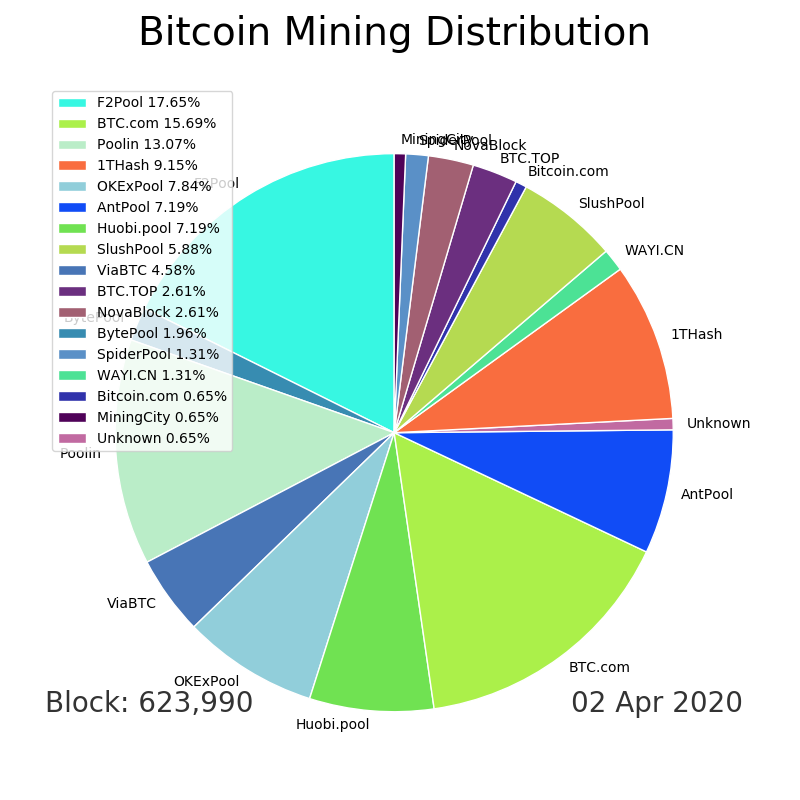 Bitcoin Mining Distribution
F2Pool 17.65%
BTC.com 15.69%
Poolin 13.07%
1THash 9.15%
OKExPool 7.84%
AntPool 7.19%
Huobi.pool 7.19%
SlushPool 5.88%
ViaBTC 4.58%
BTC.TOP 2.61%
NovaBlock 2.61%
BytePool 1.96%
SpiderPool 1.31%
WAYI.CN 1.31%
Bitcoin.com 0.65%
MiningCity 0.65%
Unknown 0.65%
MiningCity
SpiderPool
NovaBlock
BTC.TOP
Bitcoin.com
SlushPool
WAYI.CN
1THash
Unknown
AntPool
BTC.com
Huobi.pool
OKExPool
ViaBTC
Poolin
BytePool
F2Pool
Block: 623,990
02 Apr 2020